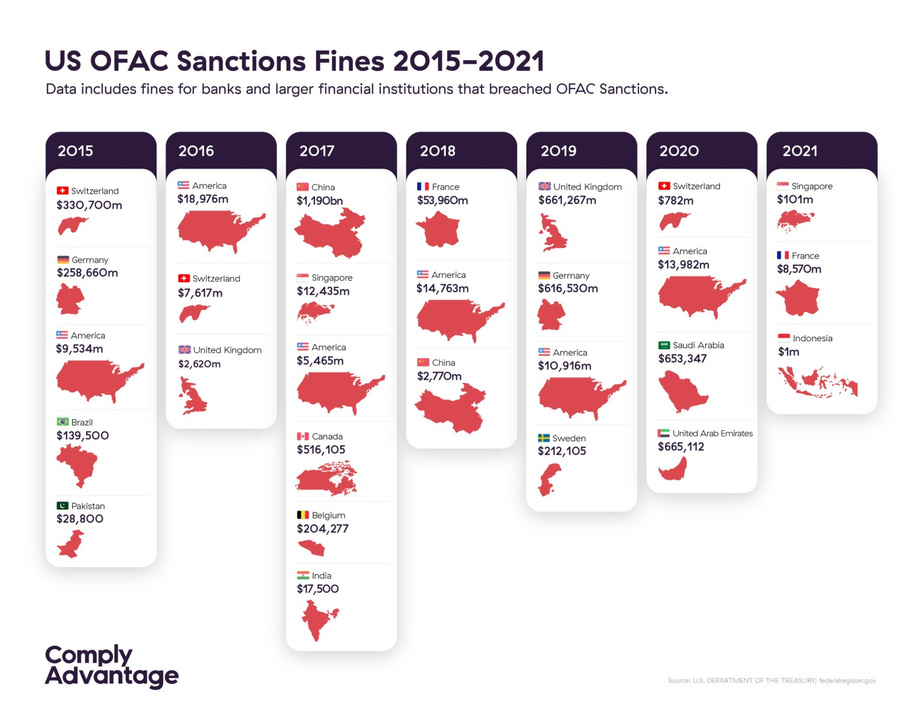 US OFAC Sanctions Fines 2015–2021
Data includes fines for banks and larger financial institutions that breached OFAC Sanctions.
2015
Switzerland
$330,700m
Germany
$258,660m
America
$9,534m
Brazil
$139,500
Pakistan
$28,800
2016
America
$18,976m
Switzerland
$7,617m
United Kingdom
$2,620m
2017
China
$1,190bn
Singapore
$12,435m
America
$5,465m
Canada
$516,105
Belgium
$204,277
India
$17,500
2018
France
$53,960m
America
$14,763m
China
$2,770m
2019
United Kingdom
$661,267m
Germany
$616,530m
America
$10,916m
Sweden
$212,105
2020
Switzerland
$782m
America
$13,982m
Saudi Arabia
$653,347
United Arab Emirates
$665,112
2021
Singapore
$101m
France
$8,570m
Indonesia
$1m
Comply
Advantage
Source: U.S. DEPARTMENT OF THE TREASURY; federalregister.gov